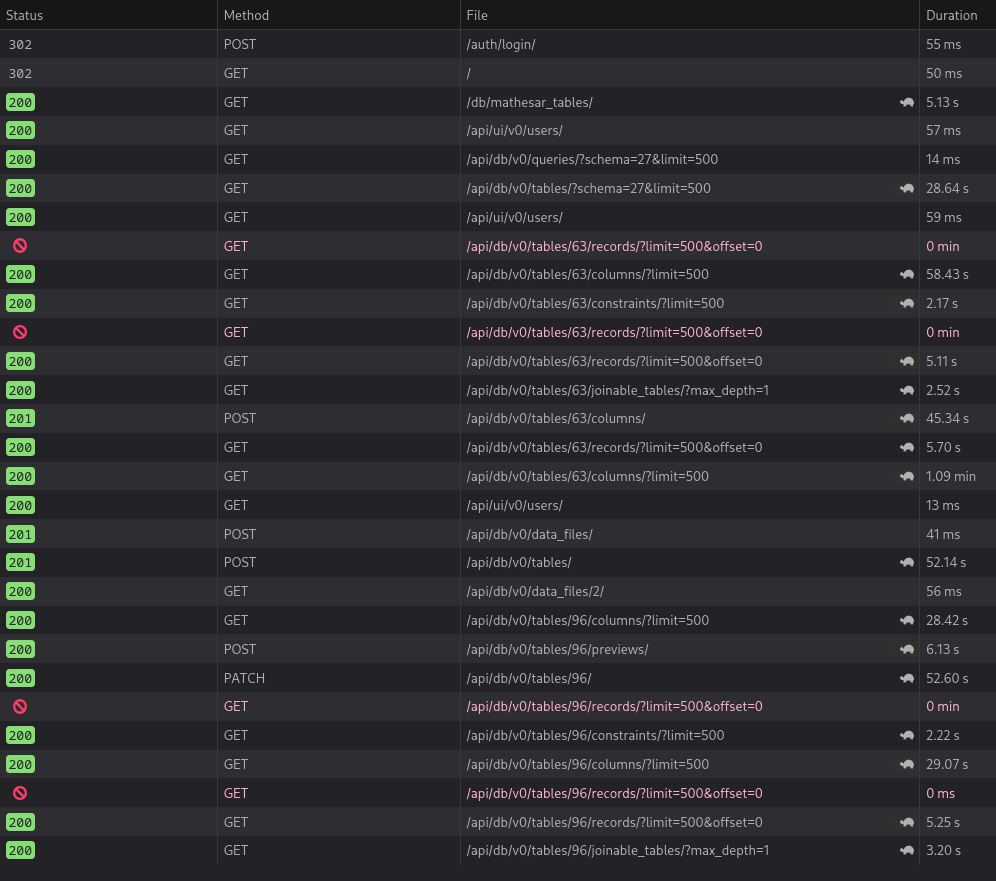 Status Method File Duration
302 POST /auth/login/ 55 ms
302 GET / 50 ms
200 GET /db/mathesar_tables/ 5.13 s
200 GET /api/ui/v0/users/ 57 ms
200 GET /api/db/v0/queries/?schema=27&limit=500 14 ms
200 GET /api/db/v0/tables/?schema=27&limit=500 28.64 s
200 GET /api/ui/v0/users/ 59 ms
GET /api/db/v0/tables/63/records/?limit=500&offset=0 0 min
200 GET /api/db/v0/tables/63/columns/?limit=500 58.43 s
200 GET /api/db/v0/tables/63/constraints/?limit=500 2.17 s
GET /api/db/v0/tables/63/records/?limit=500&offset=0 0 min
200 GET /api/db/v0/tables/63/records/?limit=500&offset=0 5.11 s
200 GET /api/db/v0/tables/63/joinable_tables/?max_depth=1 2.52 s
201 POST /api/db/v0/tables/63/columns/ 45.34 s
200 GET /api/db/v0/tables/63/records/?limit=500&offset=0 5.70 s
200 GET /api/db/v0/tables/63/columns/?limit=500 1.09 min
200 GET /api/ui/v0/users/ 13 ms
201 POST /api/db/v0/data_files/ 41 ms
201 POST /api/db/v0/tables/ 52.14 s
200 GET /api/db/v0/data_files/2/ 56 ms
200 GET /api/db/v0/tables/96/columns/?limit=500 28.42 s
200 POST /api/db/v0/tables/96/previews/ 6.13 s
200 PATCH /api/db/v0/tables/96/ 52.60 s
GET /api/db/v0/tables/96/records/?limit=500&offset=0 0 min
200 GET /api/db/v0/tables/96/constraints/?limit=500 2.22 s
200 GET /api/db/v0/tables/96/columns/?limit=500 29.07 s
GET /api/db/v0/tables/96/records/?limit=500&offset=0 0 ms
200 GET /api/db/v0/tables/96/records/?limit=500&offset=0 5.25 s
200 GET /api/db/v0/tables/96/joinable_tables/?max_depth=1 3.20 s